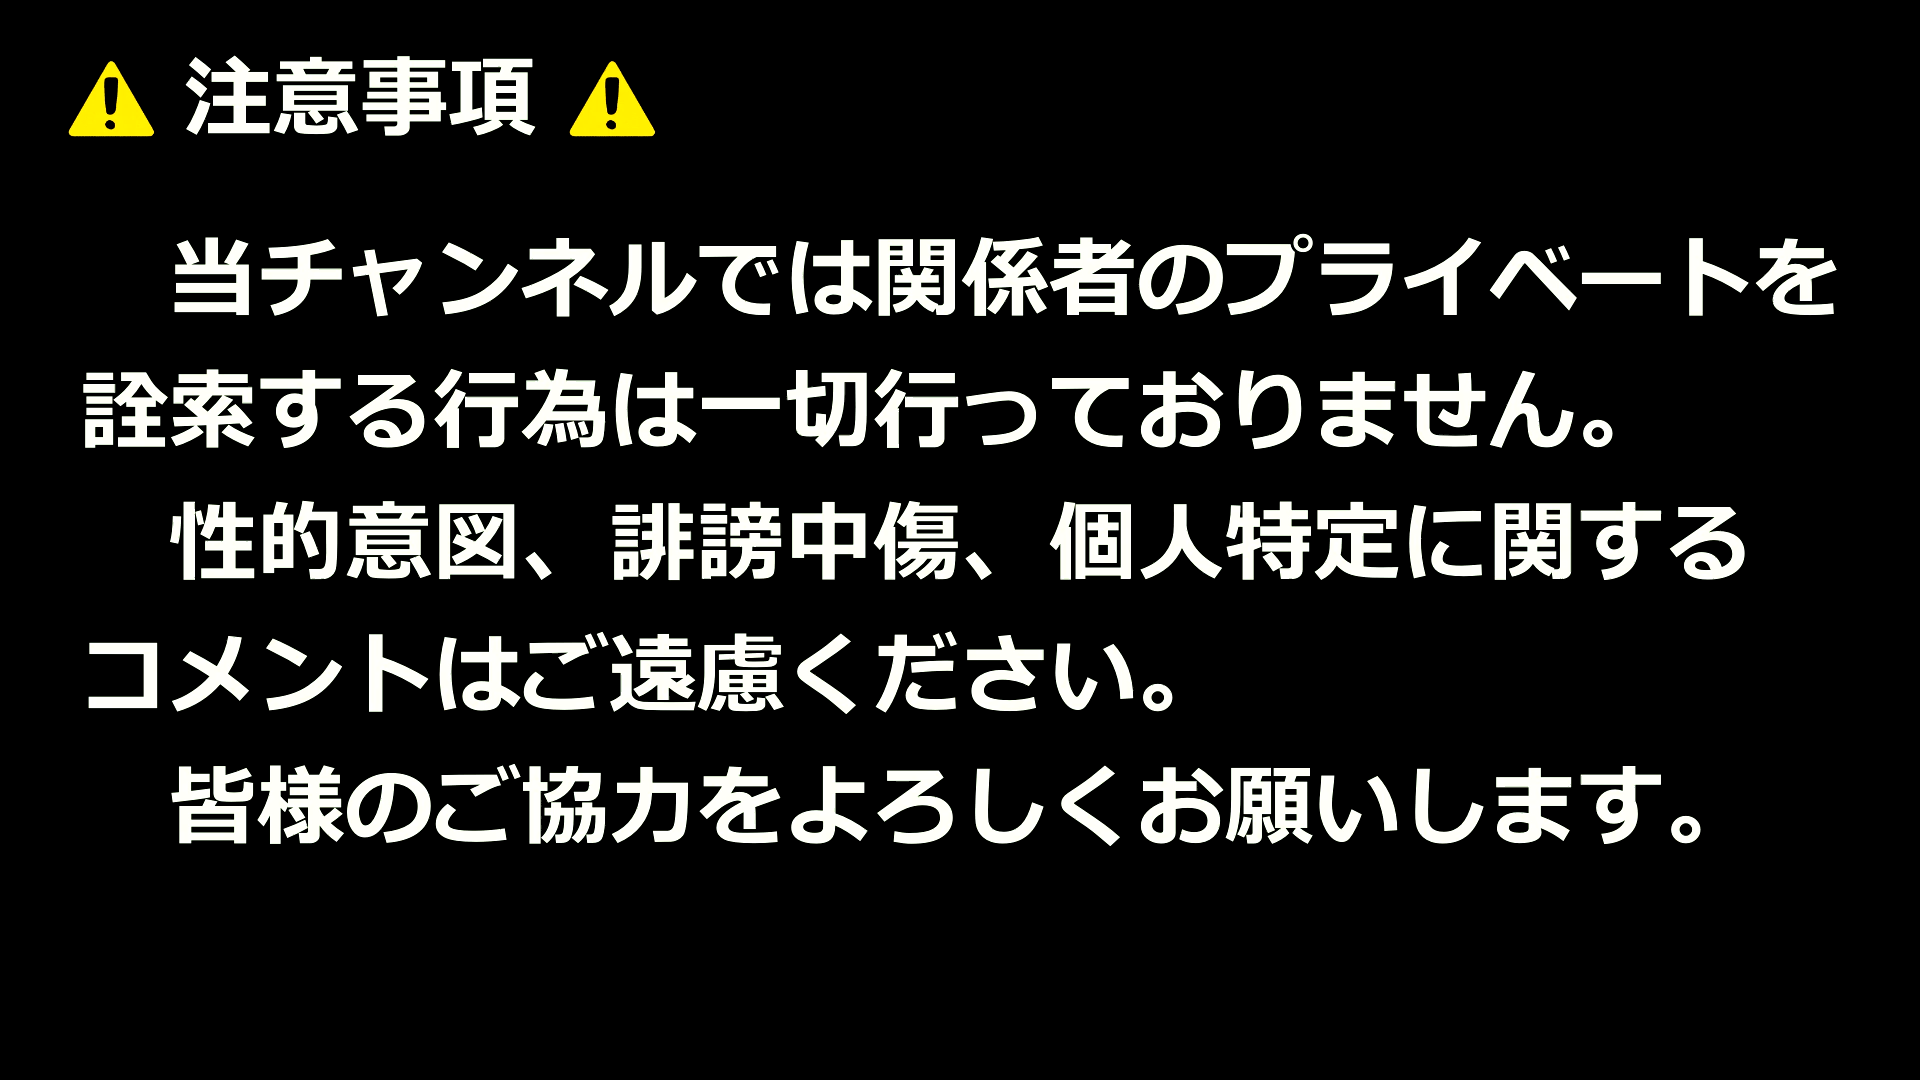 ⚠ 注意事項 ⚠
当チャンネルでは関係者のプライベートを
詮索する行為は一切行っておりません。
性的意図、誹謗中傷、個人特定に関する
コメントはご遠慮ください。
皆様のご協力をよろしくお願いします。